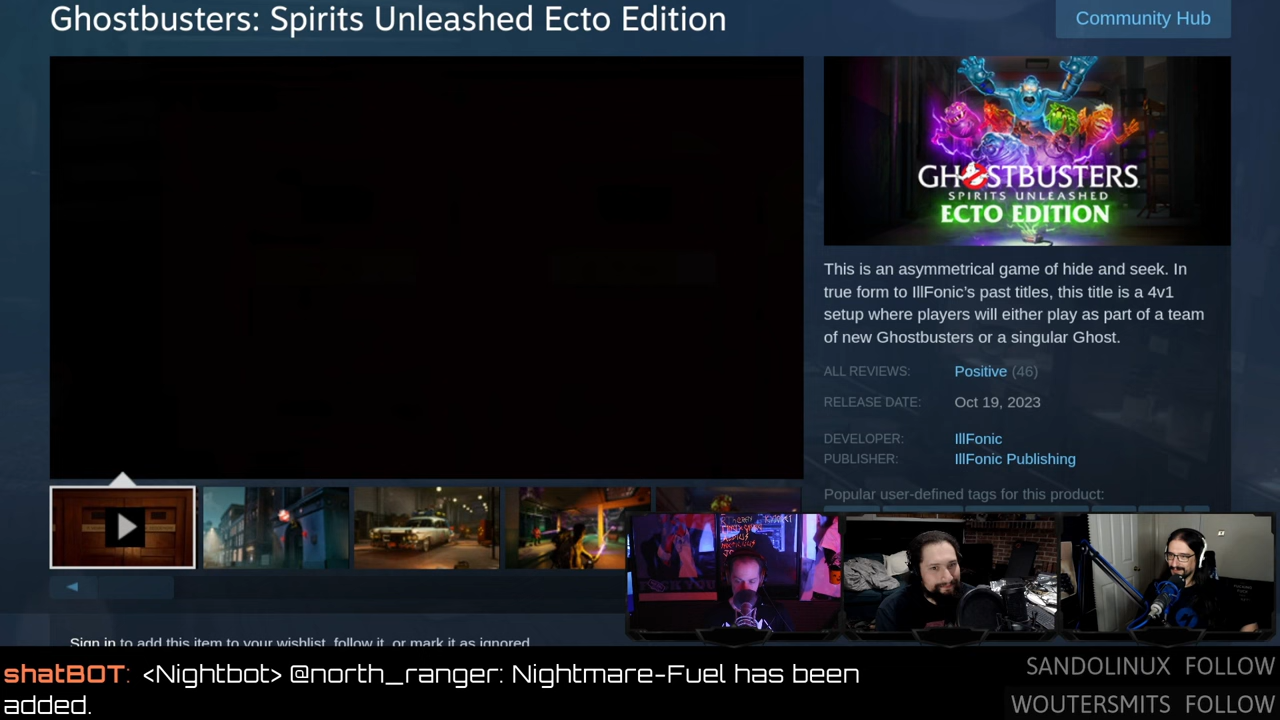 Ghostbusters: Spirits Unleashed Ecto Edition
Community Hub
GHOSTBUSTERS
SPIRITS UNLEASHED
ECTO EDITION
This is an asymmetrical game of hide and seek. In
true form to IllFonic's past titles, this title is a 4v1
setup where players will either play as part of a team
of new Ghostbusters or a singular Ghost.
ALL REVIEWS: Positive (46)
RELEASE DATE: Oct 19, 2023
DEVELOPER: IllFonic
PUBLISHER: IllFonic Publishing
Popular user-defined tags for this product:
Sign in to add this item to your wishlist, follow it, or mark it as ignored
shatBOT: <Nightbot> @north_ranger: Nightmare-Fuel has been
added.
SANDOLINUX FOLLOW
WOUTERSMITS FOLLOW